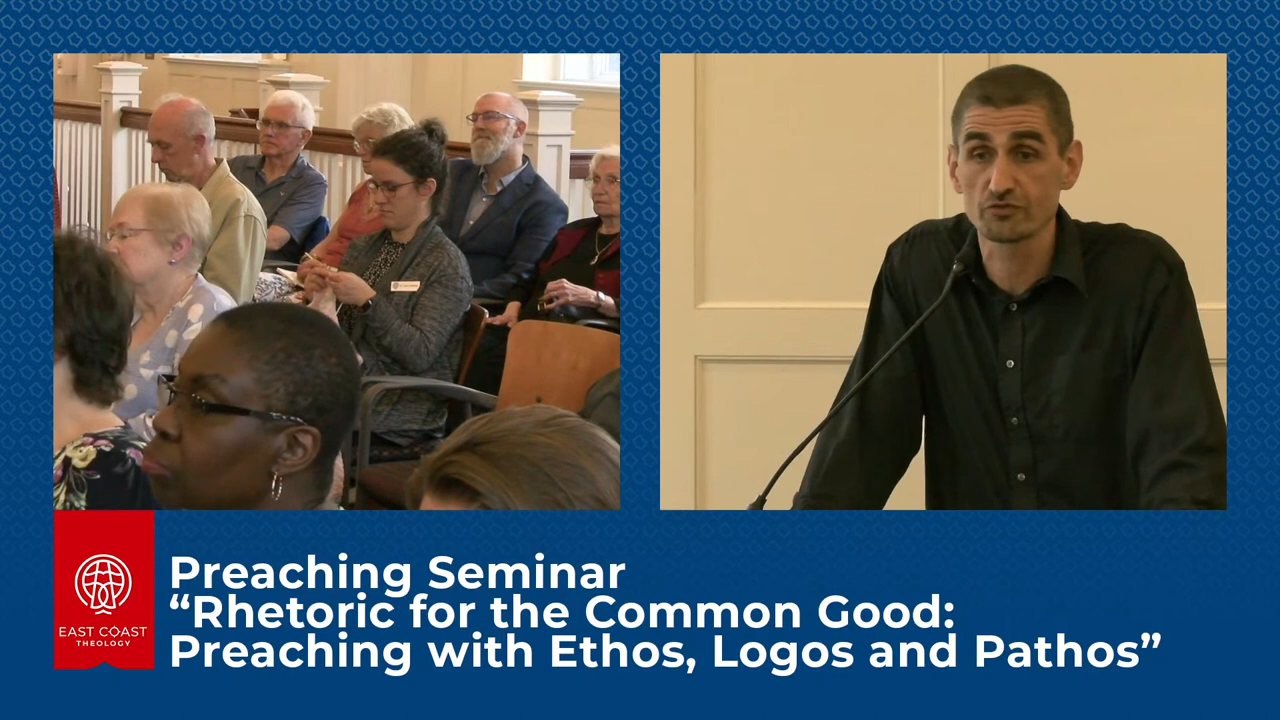 Preaching Seminar
“Rhetoric for the Common Good:
Preaching with Ethos, Logos and Pathos”
EAST COAST
THEOLOGY